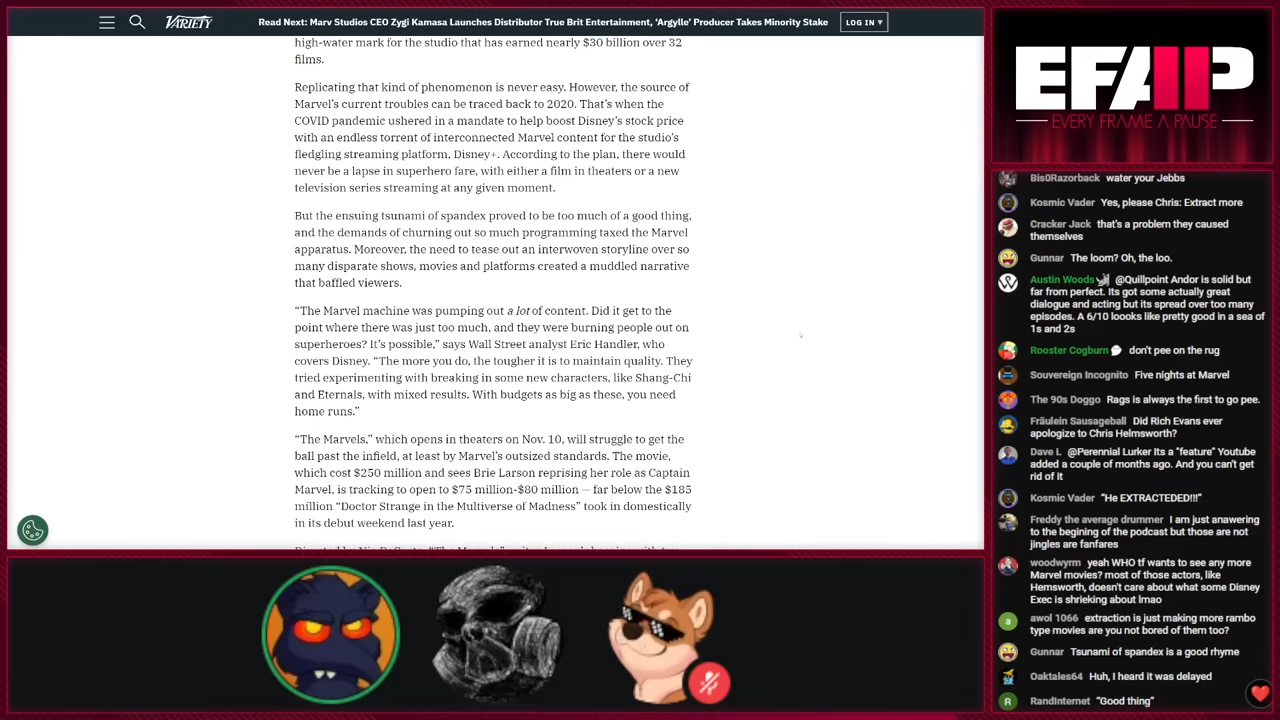 VARIETY
Read Next: Marv Studios CEO Zygi Kamasa Launches Distributor True Brit Entertainment, ‘Argylle’ Producer Takes Minority Stake
LOG IN ▾
high-water mark for the studio that has earned nearly $30 billion over 32
films.
Replicating that kind of phenomenon is never easy. However, the source of
Marvel’s current troubles can be traced back to 2020. That’s when the
COVID pandemic ushered in a mandate to help boost Disney’s stock price
with an endless torrent of interconnected Marvel content for the studio’s
fledgling streaming platform, Disney+. According to the plan, there would
never be a lapse in superhero fare, with either a film in theaters or a new
television series streaming at any given moment.
But the ensuing tsunami of spandex proved to be too much of a good thing,
and the demands of churning out so much programming taxed the Marvel
apparatus. Moreover, the need to tease out an interwoven storyline over so
many disparate shows, movies and platforms created a muddled narrative
that baffled viewers.
“The Marvel machine was pumping out a lot of content. Did it get to the
point where there was just too much, and they were burning people out on
superheroes? It’s possible,” says Wall Street analyst Eric Handler, who
covers Disney. “The more you do, the tougher it is to maintain quality. They
tried experimenting with breaking in some new characters, like Shang-Chi
and Eternals, with mixed results. With budgets as big as these, you need
home runs.”
“The Marvels,” which opens in theaters on Nov. 10, will struggle to get the
ball past the infield, at least by Marvel’s outsized standards. The movie,
which cost $250 million and sees Brie Larson reprising her role as Captain
Marvel, is tracking to open to $75 million-$80 million — far below the $185
million “Doctor Strange in the Multiverse of Madness” took in domestically
in its debut weekend last year.
EFAP
EVERY FRAME A PAUSE
Bis0Razorback water your Jebbs
Kosmic Vader Yes, please Chris: Extract more
Cracker Jack that's a problem they caused
themselves
Gunnar The loom? Oh, the loo.
Austin Woods @Quillpoint Andor is solid but
far from perfect. Its got some actually great
dialogue and acting but its spread over too many
episodes. A 6/10 loooks like pretty good in a sea of
1s and 2s
Rooster Cogburn don't pee on the rug
Souvereign Incognito Five nights at Marvel
The 90s Doggo Rags is always the first to go pee.
Fräulein Sausageball Did Rich Evans ever
apologize to Chris Helmsworth?
Dave L @Perennial Lurker Its a "feature" Youtube
added a couple of months ago. And you can't get
rid of it
Kosmic Vader “He EXTRACTEDED!!!”
Freddy the average drummer I am just anawering
to the begining of the podcast but those are not
jingles are fanfares
woodwyrm yeah WHO tf wants to see any more
Marvel movies? most of those actors, like
Hemsworth, doesn't care about what some Disney
Exec is shrieking about lmao
awol 1066 extraction is just making more rambo
type movies are you not bored of them too?
Gunnar Tsunami of spandex is a good rhyme
Oaktales64 Huh, I heard it was delayed
RandInternet “Good thing”